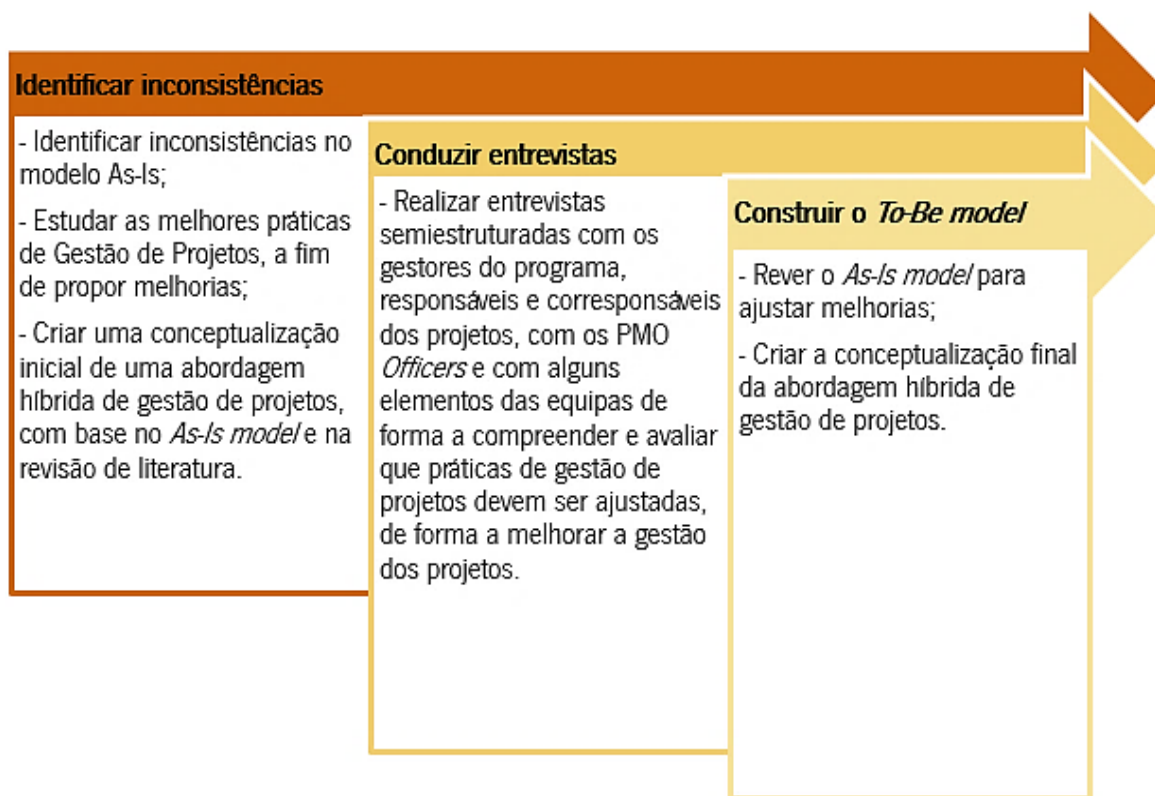 Identificar inconsistências
- Identificar inconsistências no
modelo As-Is;
- Estudar as melhores práticas
de Gestão de Projetos, a fim
de propor melhorias;
- Criar uma conceptualização
inicial de uma abordagem
híbrida de gestão de projetos,
com base no As-Is model e na
revisão de literatura.
Conduzir entrevistas
- Realizar entrevistas
semiestruturadas com os
gestores do programa,
responsáveis e corresponsáveis
dos projetos, com os PMO
Officers e com alguns
elementos das equipas de
forma a compreender e avaliar
que práticas de gestão de
projetos devem ser ajustadas,
de forma a melhorar a gestão
dos projetos.
Construir o To-Be model
- Rever o As-Is model para
ajustar melhorias;
- Criar a conceptualização final
da abordagem híbrida de
gestão de projetos.